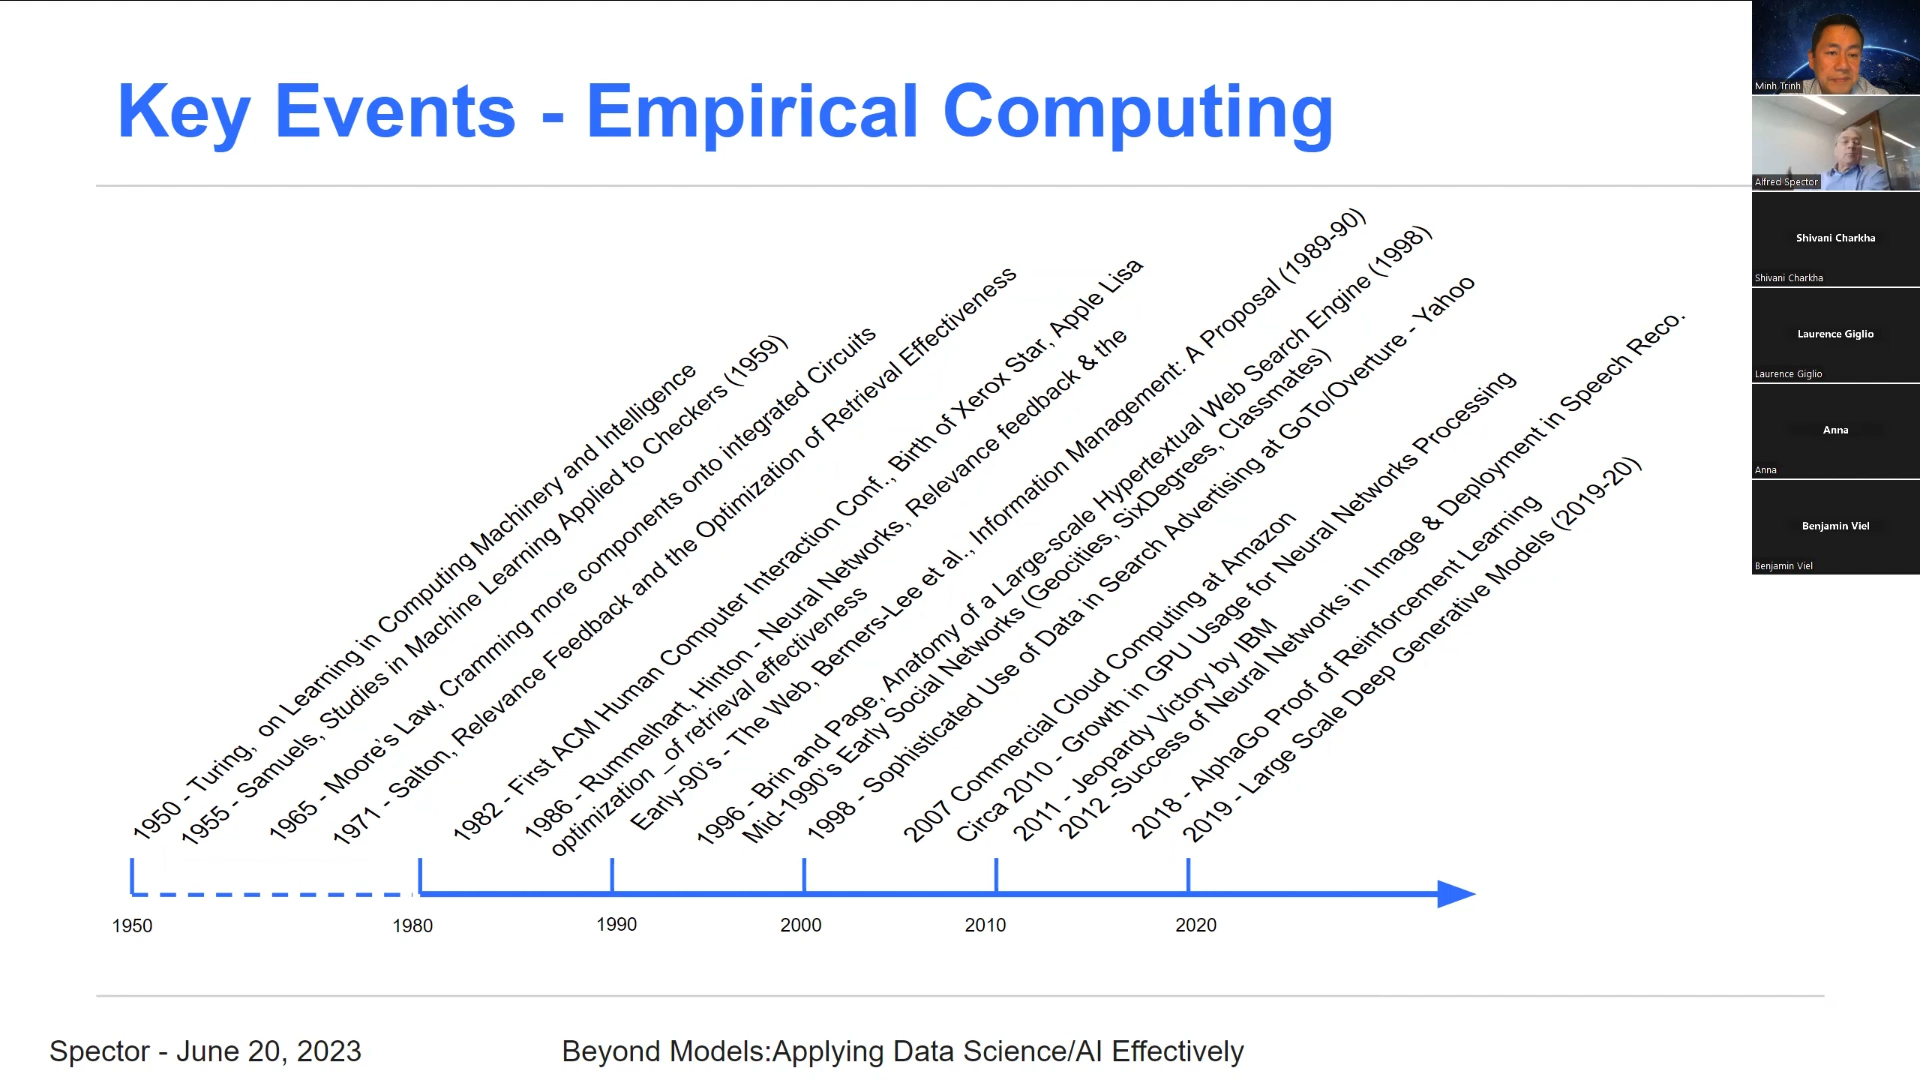 Key Events - Empirical Computing
1950 - Turing, on Learning in Computing Machinery and Intelligence
1955 - Samuels, Studies in Machine Learning Applied to Checkers (1959)
1965 - Moore's Law, Cramming more components onto integrated Circuits
1971 - Salton, Relevance Feedback and the Optimization of Retrieval Effectiveness
1982 - First ACM Human Computer Interaction Conf., Birth of Xerox Star, Apple Lisa
1986 - Rummelhart, Hinton - Neural Networks, Relevance feedback & the
optimization _of retrieval effectiveness
Early-90's - The Web, Berners-Lee et al., Information Management: A Proposal (1989-90)
1996 - Brin and Page, Anatomy of a Large-scale Hypertextual Web Search Engine (1998)
Mid-1990's Early Social Networks (Geocities, SixDegrees, Classmates)
1998 - Sophisticated Use of Data in Search Advertising at GoTo/Overture - Yahoo
2007 Commercial Cloud Computing at Amazon
Circa 2010 - Growth in GPU Usage for Neural Networks Processing
2011 - Jeopardy Victory by IBM
2012 -Success of Neural Networks in Image & Deployment in Speech Reco.
2018 - AlphaGo Proof of Reinforcement Learning
2019 - Large Scale Deep Generative Models (2019-20)
1950
1980
1990
2000
2010
2020
Spector - June 20, 2023
Beyond Models:Applying Data Science/AI Effectively
Minh Trinh
Alfred Spector
Shivani Charkha
Shivani Charkha
Laurence Giglio
Laurence Giglio
Anna
Anna
Benjamin Viel
Benjamin Viel